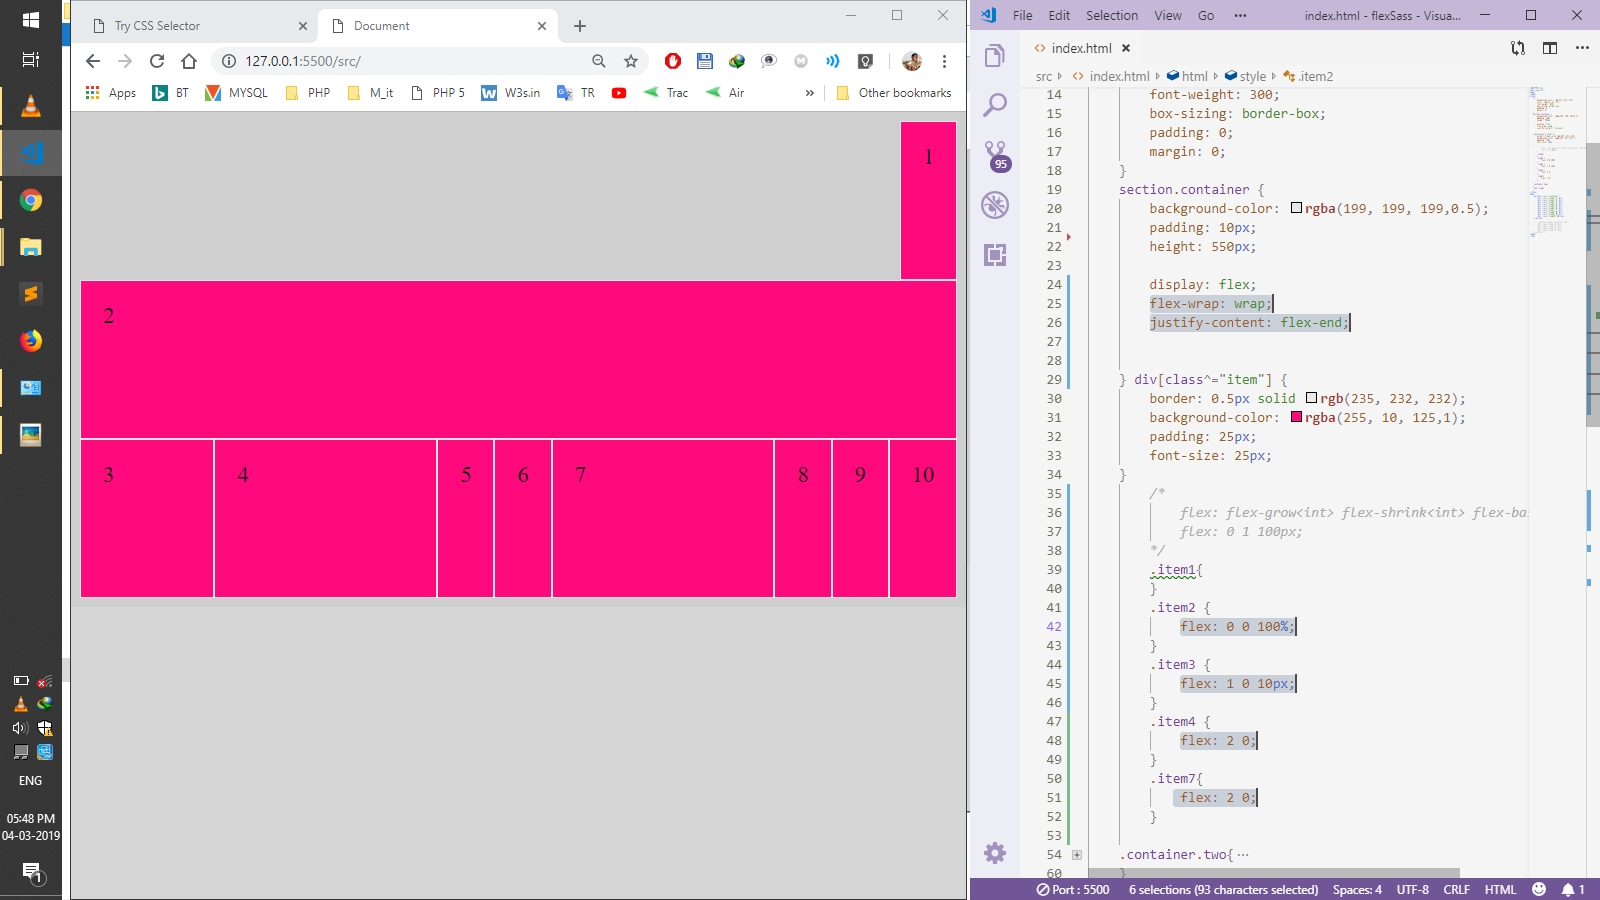 Try CSS Selector
Document
127.0.0.1:5500/src/
Apps
BT
MYSQL
PHP
M_it
PHP 5
W3s.in
TR
Trac
Air
»
Other bookmarks
1
2
3
4
5
6
7
8
9
10
ENG
05:48 PM
04-03-2019
1
File Edit Selection View Go ··· index.html - flexSass - Visua...
index.html
src > index.html > html > style > .item2
95
14 font-weight: 300;
15 box-sizing: border-box;
16 padding: 0;
17 margin: 0;
18 }
19 section.container {
20 background-color: rgba(199, 199, 199,0.5);
21 padding: 10px;
22 height: 550px;
23
24 display: flex;
25 flex-wrap: wrap;
26 justify-content: flex-end;
27
28
29 } div[class^="item"] {
30 border: 0.5px solid rgb(235, 232, 232);
31 background-color: rgba(255, 10, 125,1);
32 padding: 25px;
33 font-size: 25px;
34 }
35 /*
36 flex: flex-grow<int> flex-shrink<int> flex-ba
37 flex: 0 1 100px;
38 */
39 .item1{
40 }
41 .item2 {
42 flex: 0 0 100%;
43 }
44 .item3 {
45 flex: 1 0 10px;
46 }
47 .item4 {
48 flex: 2 0;
49 }
50 .item7{
51 flex: 2 0;
52 }
53
54 .container.two{ ···
60 }
Port : 5500 6 selections (93 characters selected) Spaces: 4 UTF-8 CRLF HTML 1